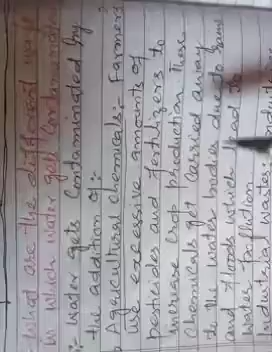 What are the different ways
in which water gets contaminated
:- Water gets contaminated by
the addition of :-
Agricultural chemicals :- Farmers
use excessive amounts of
pesticides and fertilizers to
increase crop production. These
chemicals get carried away
to the water bodies due to rains
and floods which lead to
water pollution
Industrial waste :-